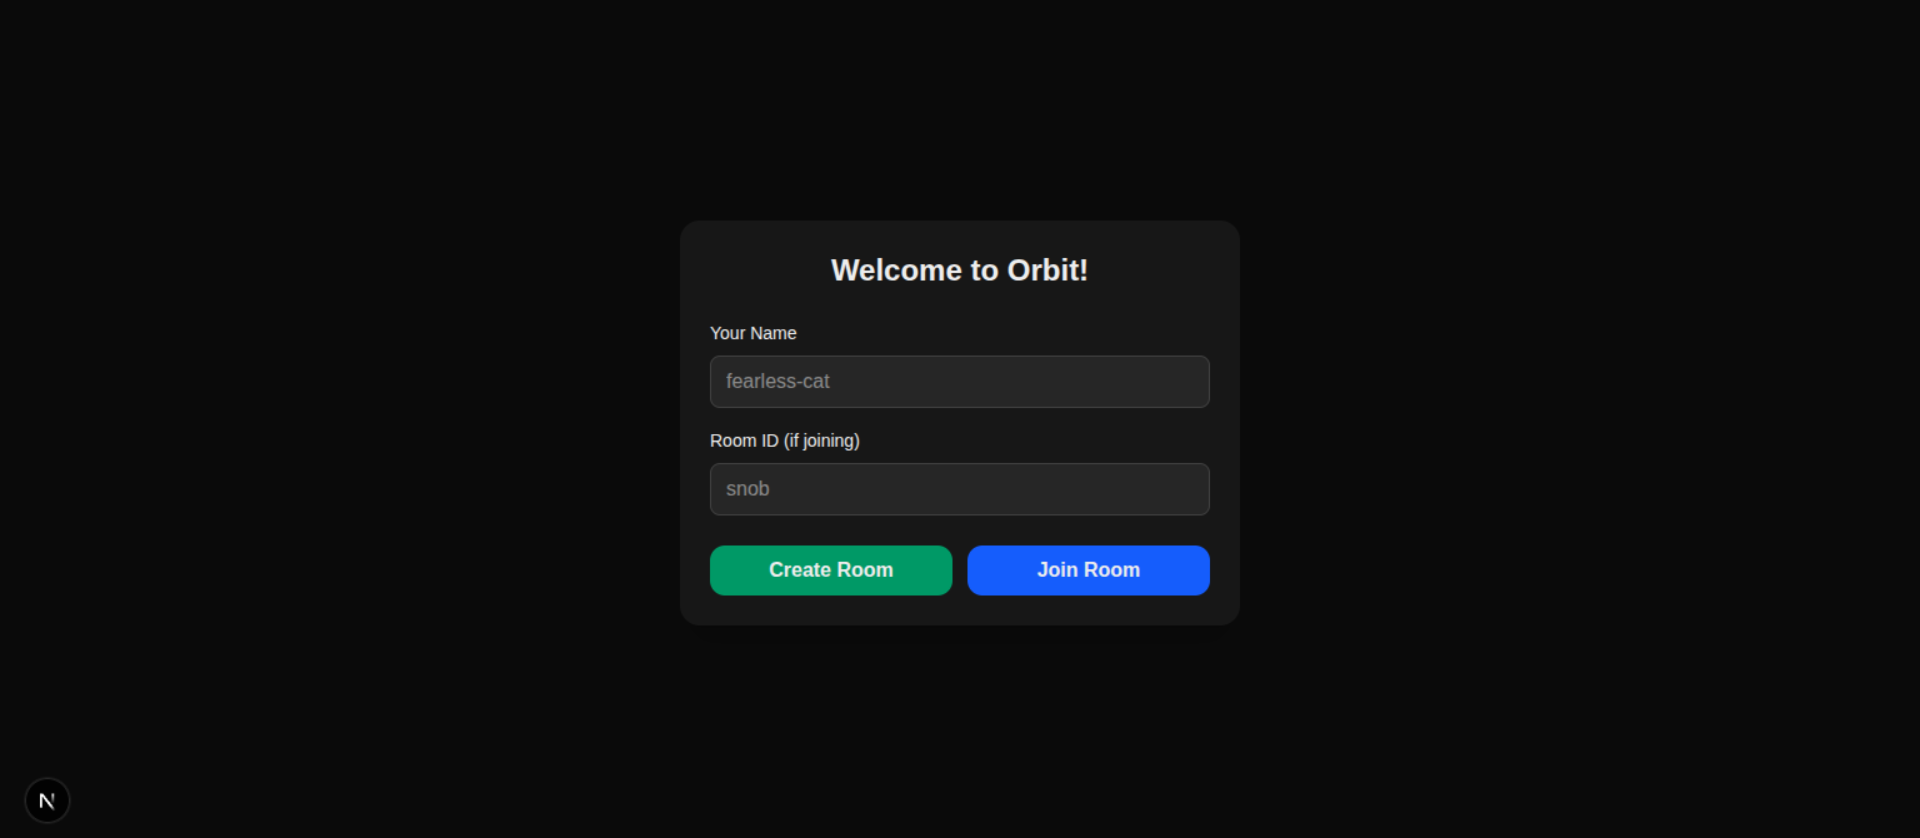 Welcome to Orbit!
Your Name
fearless-cat
Room ID (if joining)
snob
Create Room
Join Room
N